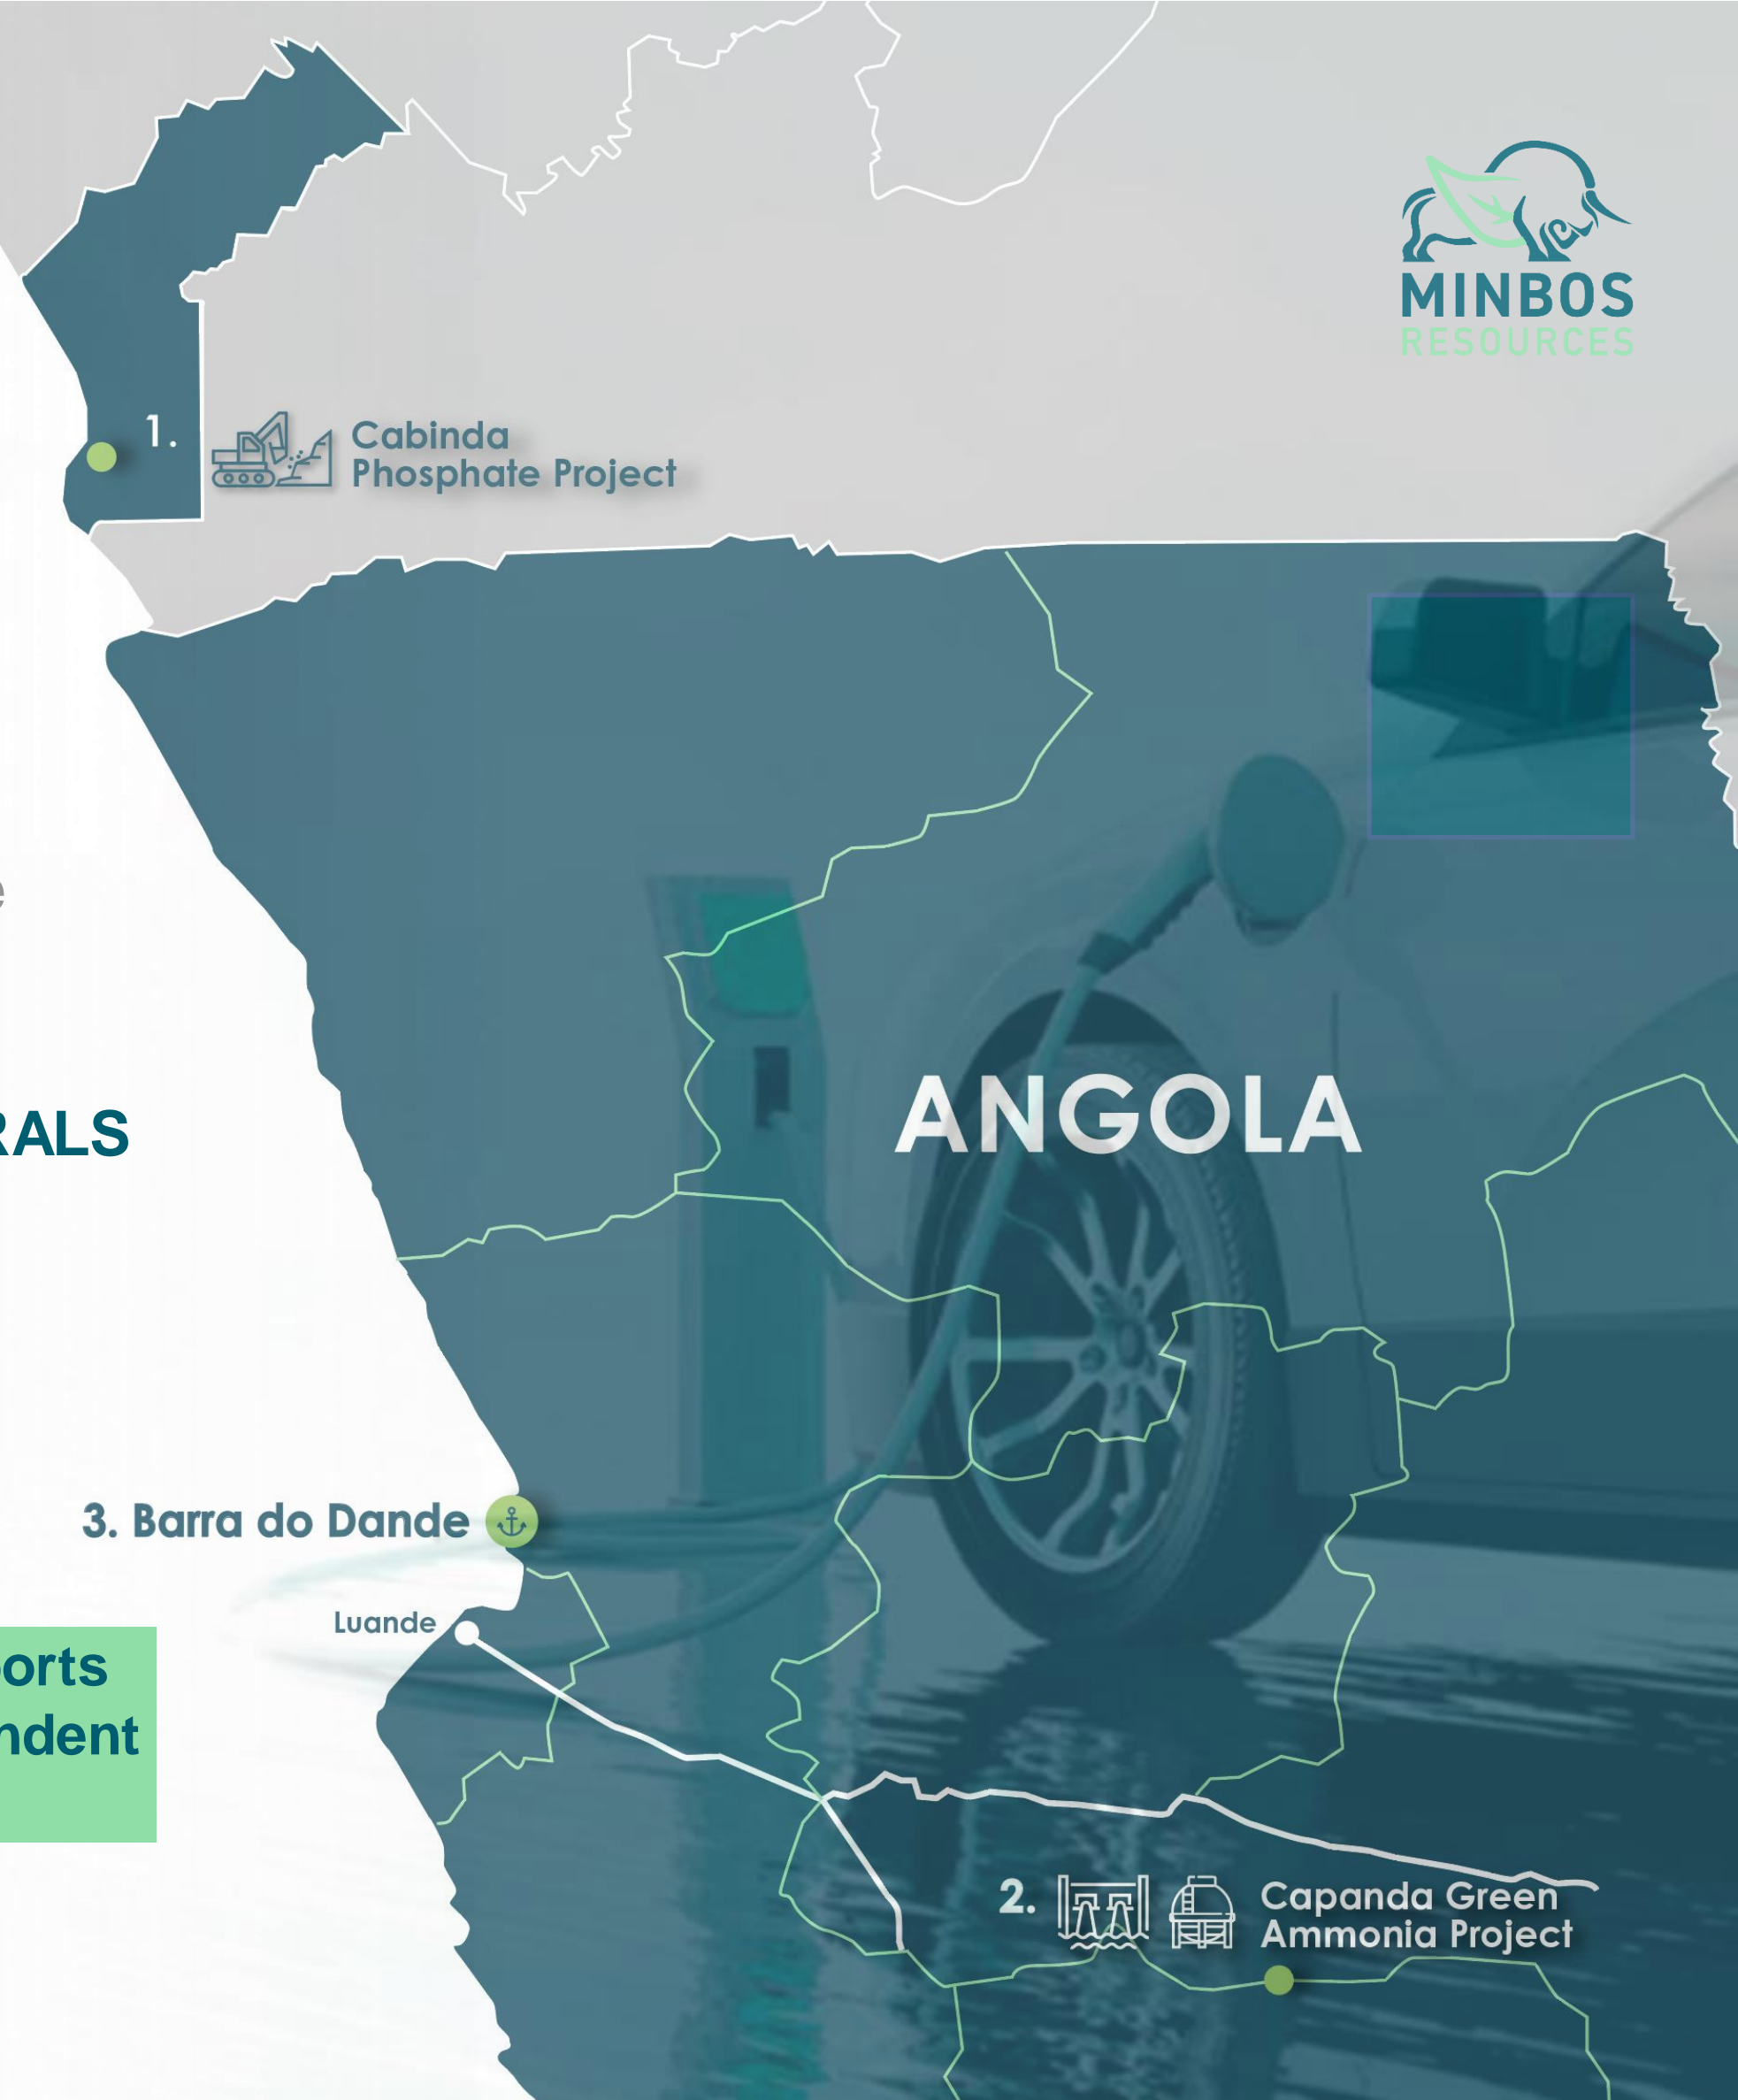 MINBOS
RESOURCES
1.
Cabinda
Phosphate Project
e
RALS
ANGOLA
3. Barra do Dande
Luande
orts
ndent
2.
Capanda Green
Ammonia Project